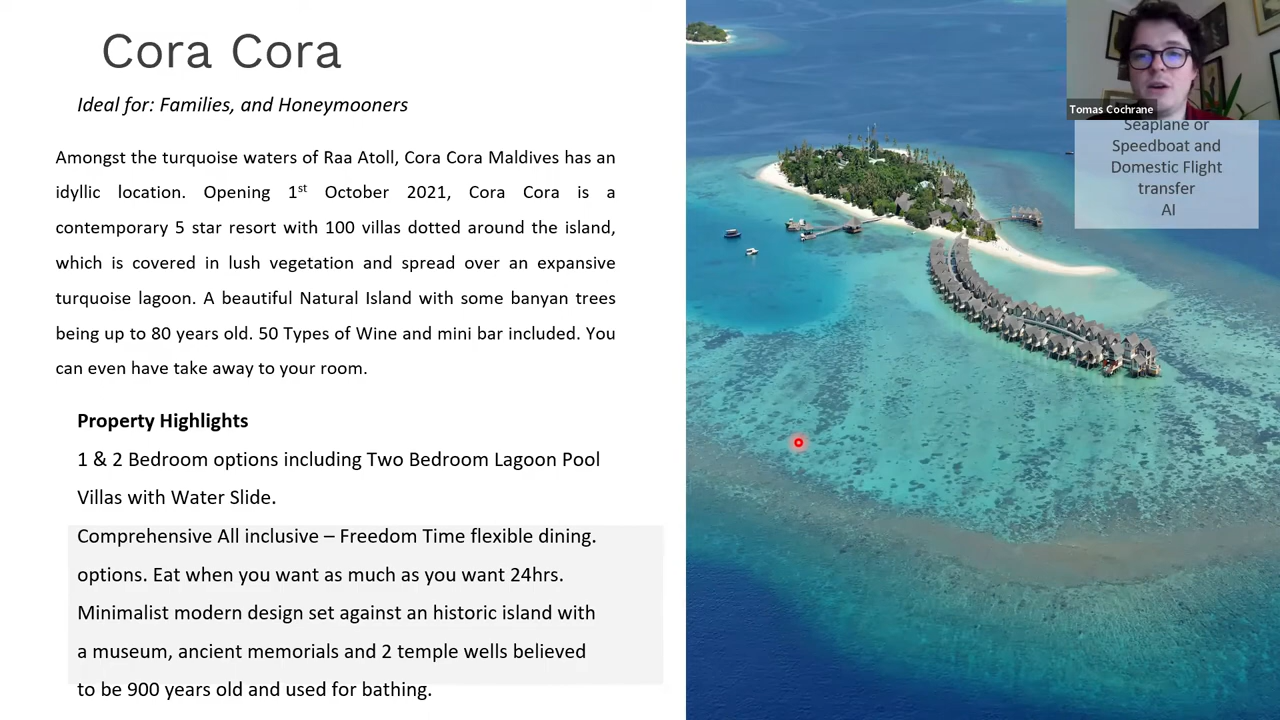 Cora Cora
Ideal for: Families, and Honeymooners
Amongst the turquoise waters of Raa Atoll, Cora Cora Maldives has an
idyllic location. Opening 1st October 2021, Cora Cora is a
contemporary 5 star resort with 100 villas dotted around the island,
which is covered in lush vegetation and spread over an expansive
turquoise lagoon. A beautiful Natural Island with some banyan trees
being up to 80 years old. 50 Types of Wine and mini bar included. You
can even have take away to your room.
Property Highlights
1 & 2 Bedroom options including Two Bedroom Lagoon Pool
Villas with Water Slide.
Comprehensive All inclusive – Freedom Time flexible dining.
options. Eat when you want as much as you want 24hrs.
Minimalist modern design set against an historic island with
a museum, ancient memorials and 2 temple wells believed
to be 900 years old and used for bathing.
Tomas Cochrane
Seaplane or
Speedboat and
Domestic Flight
transfer
AI